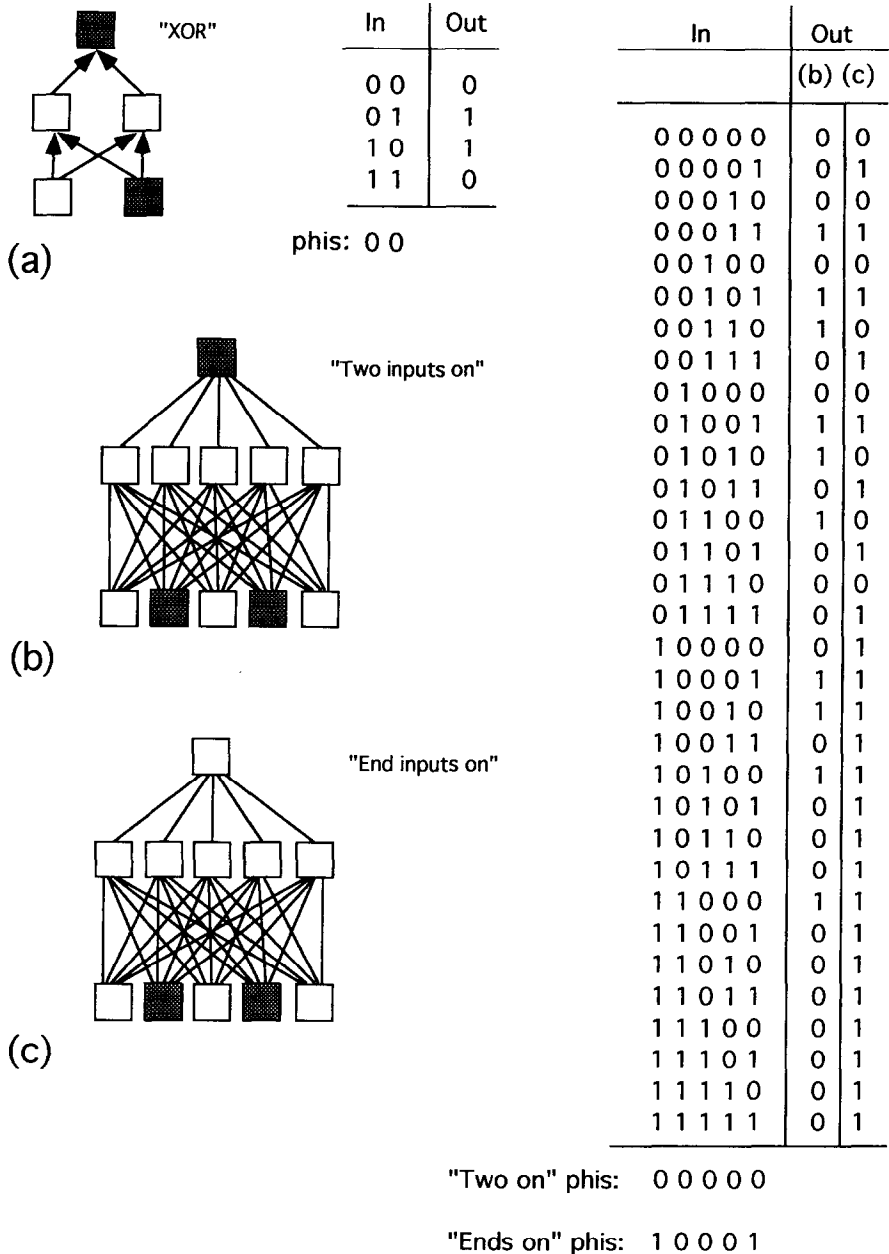 "XOR"
In Out
0 0 0
0 1 1
1 0 1
1 1 0
phis: 0 0
(a)
"Two inputs on"
(b)
"End inputs on"
(c)
In Out
(b) (c)
0 0 0 0 0 0 0
0 0 0 0 1 0 1
0 0 0 1 0 0 0
0 0 0 1 1 1 1
0 0 1 0 0 0 0
0 0 1 0 1 1 1
0 0 1 1 0 1 0
0 0 1 1 1 0 1
0 1 0 0 0 0 0
0 1 0 0 1 1 1
0 1 0 1 0 1 0
0 1 0 1 1 0 1
0 1 1 0 0 1 0
0 1 1 0 1 0 1
0 1 1 1 0 0 0
0 1 1 1 1 0 1
1 0 0 0 0 0 1
1 0 0 0 1 1 1
1 0 0 1 0 1 1
1 0 0 1 1 0 1
1 0 1 0 0 1 1
1 0 1 0 1 0 1
1 0 1 1 0 0 1
1 0 1 1 1 0 1
1 1 0 0 0 1 1
1 1 0 0 1 0 1
1 1 0 1 0 0 1
1 1 0 1 1 0 1
1 1 1 0 0 0 1
1 1 1 0 1 0 1
1 1 1 1 0 0 1
1 1 1 1 1 0 1
"Two on" phis: 0 0 0 0 0
"Ends on" phis: 1 0 0 0 1